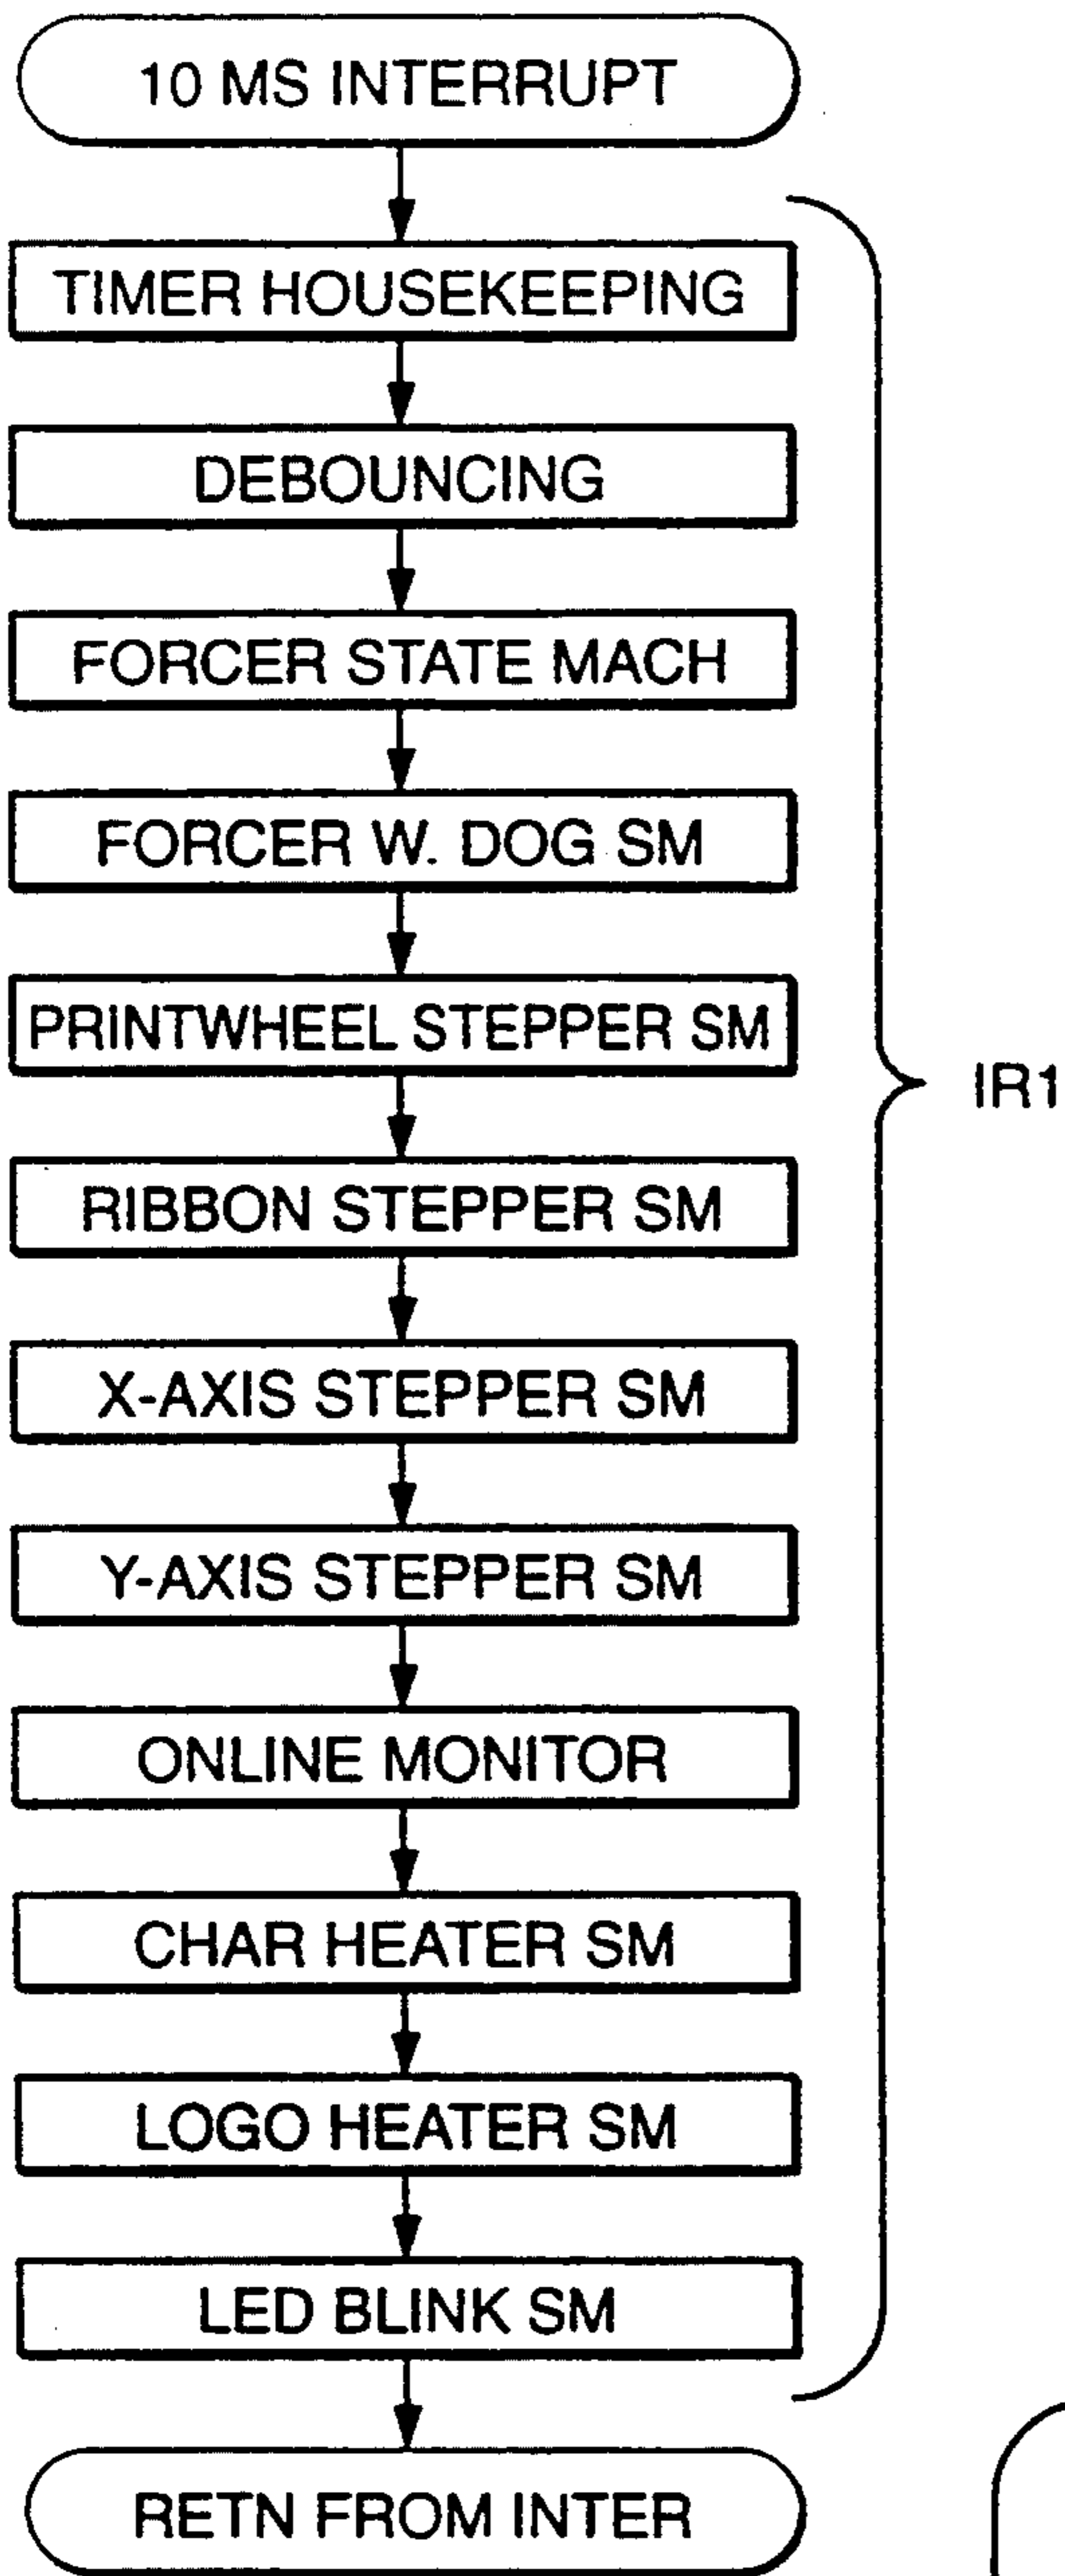 10 MS INTERRUPT
TIMER HOUSEKEEPING
DEBOUNCING
FORCER STATE MACH
FORCER W. DOG SM
PRINTWHEEL STEPPER SM
IR1
RIBBON STEPPER SM
X-AXIS STEPPER SM
Y-AXIS STEPPER SM
ONLINE MONITOR
CHAR HEATER SM
LOGO HEATER SM
LED BLINK SM
RETN FROM INTER